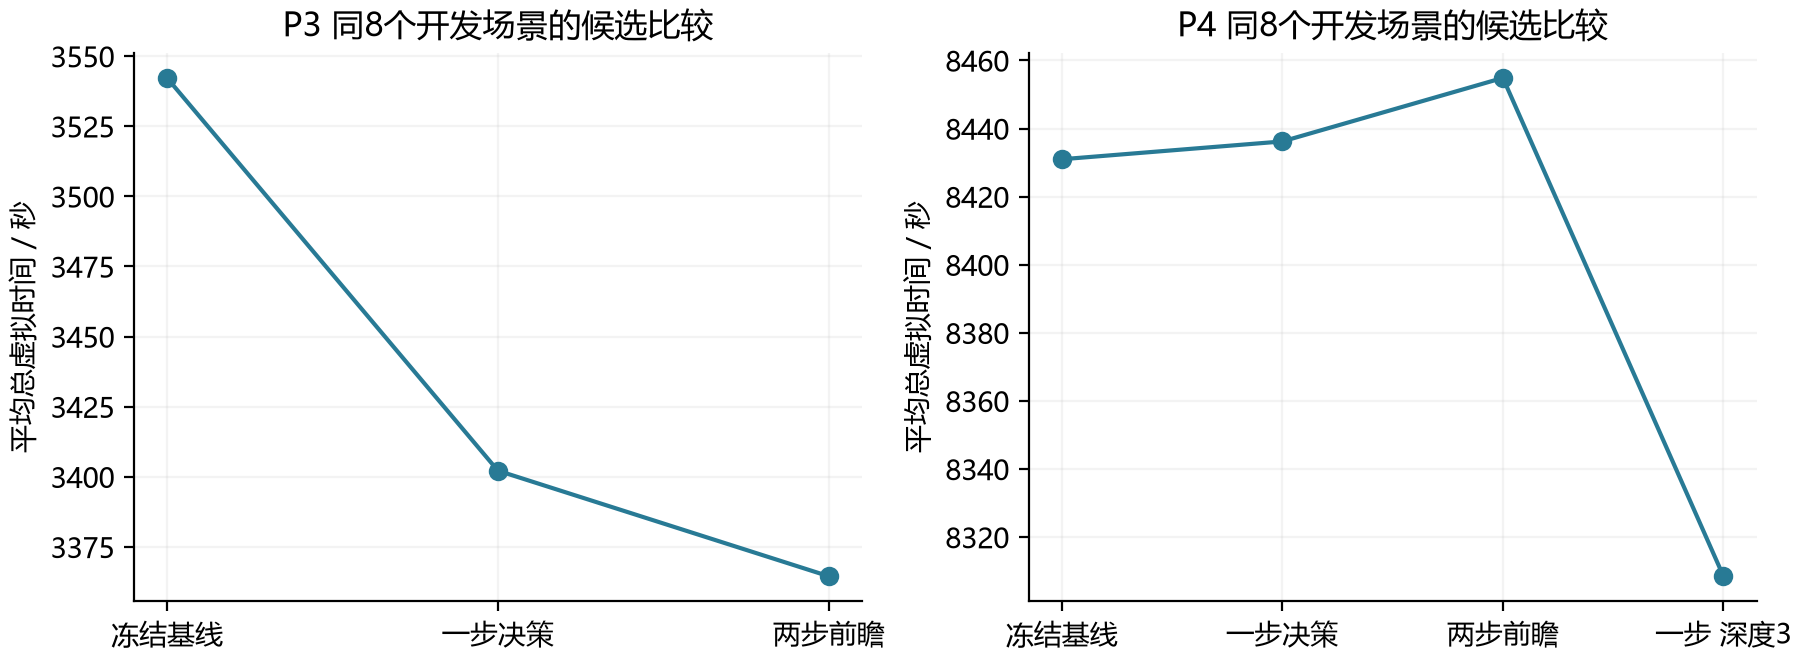 P3 同8个开发场景的候选比较
平均总虚拟时间 / 秒
3550
3525
3500
3475
3450
3425
3400
3375
冻结基线
一步决策
两步前瞻
P4 同8个开发场景的候选比较
平均总虚拟时间 / 秒
8460
8440
8420
8400
8380
8360
8340
8320
冻结基线
一步决策
两步前瞻
一步 深度3